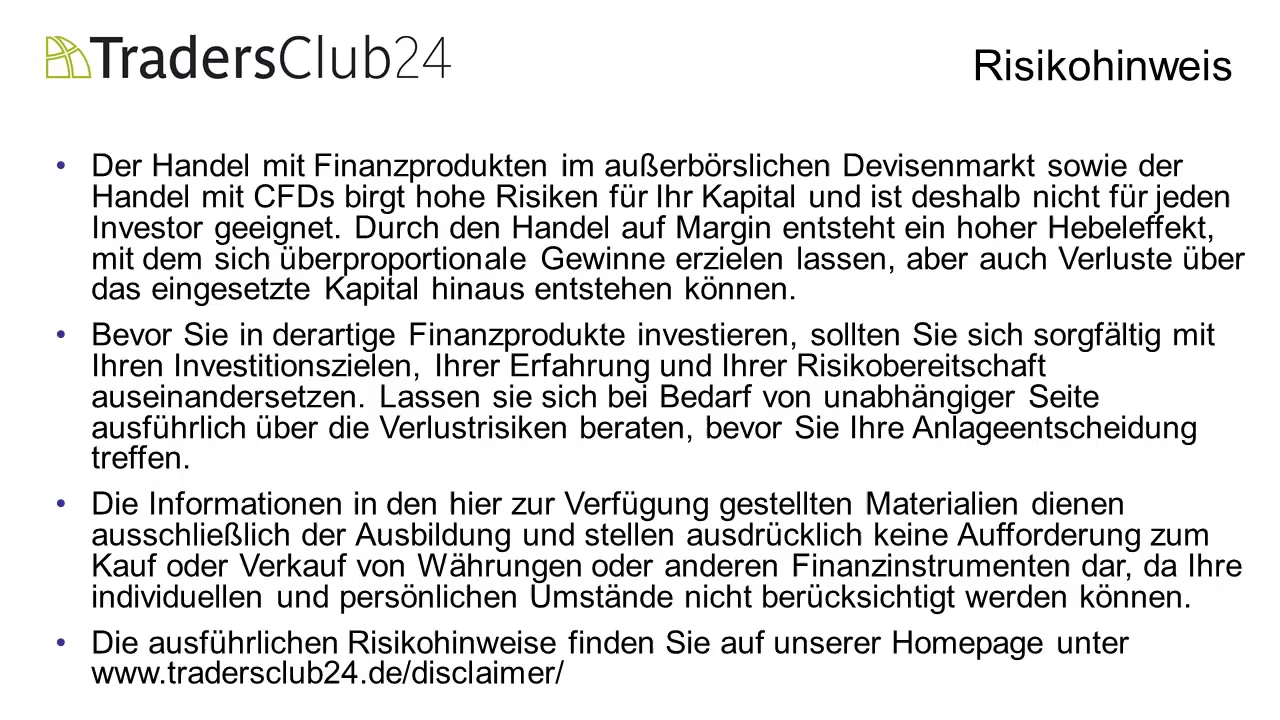 TradersClub24
Risikohinweis
• Der Handel mit Finanzprodukten im außerbörslichen Devisenmarkt sowie der
Handel mit CFDs birgt hohe Risiken für Ihr Kapital und ist deshalb nicht für jeden
Investor geeignet. Durch den Handel auf Margin entsteht ein hoher Hebeleffekt,
mit dem sich überproportionale Gewinne erzielen lassen, aber auch Verluste über
das eingesetzte Kapital hinaus entstehen können.
• Bevor Sie in derartige Finanzprodukte investieren, sollten Sie sich sorgfältig mit
Ihren Investitionszielen, Ihrer Erfahrung und Ihrer Risikobereitschaft
auseinandersetzen. Lassen sie sich bei Bedarf von unabhängiger Seite
ausführlich über die Verlustrisiken beraten, bevor Sie Ihre Anlageentscheidung
treffen.
• Die Informationen in den hier zur Verfügung gestellten Materialien dienen
ausschließlich der Ausbildung und stellen ausdrücklich keine Aufforderung zum
Kauf oder Verkauf von Währungen oder anderen Finanzinstrumenten dar, da Ihre
individuellen und persönlichen Umstände nicht berücksichtigt werden können.
• Die ausführlichen Risikohinweise finden Sie auf unserer Homepage unter
www.tradersclub24.de/disclaimer/